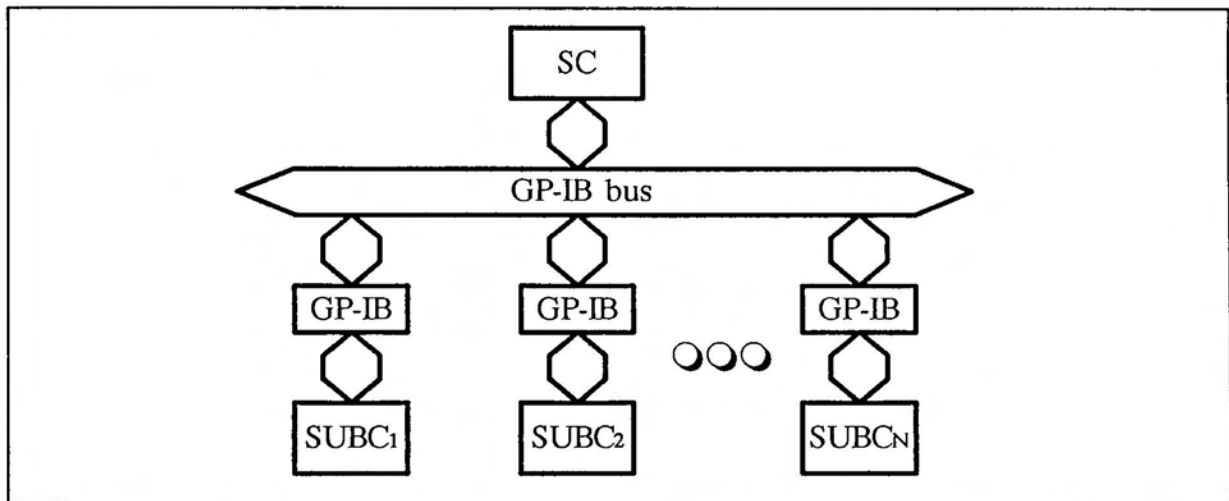 SC
GP-IB bus
GP-IB GP-IB GP-IB
SUBC₁ SUBC₂ SUBCN